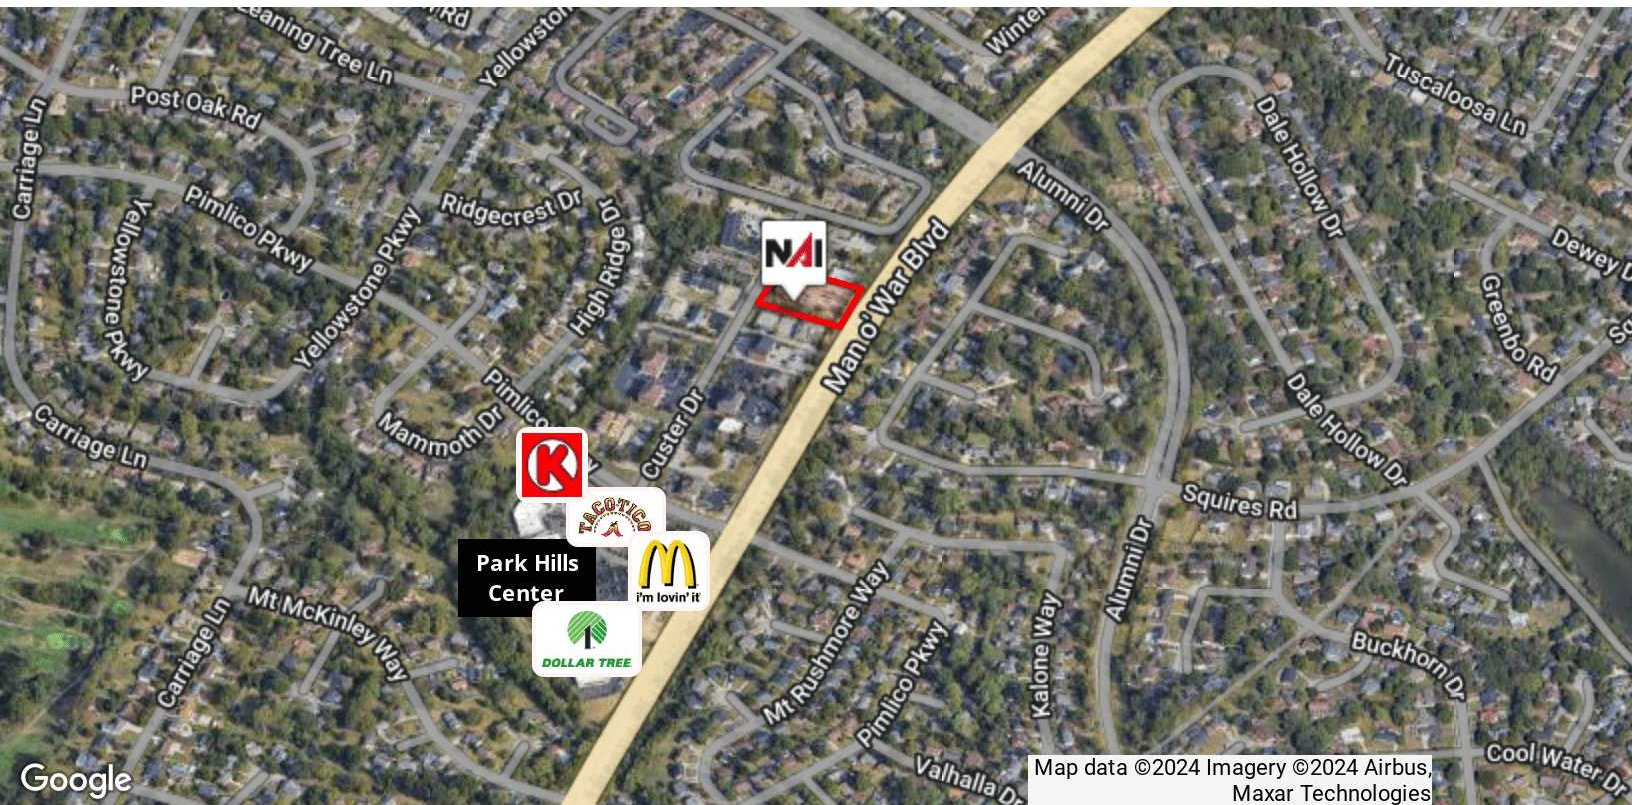 Leaning Tree Ln
Rd
Yellowston
Winter
Tuscaloosa Ln
Post Oak Rd
Carriage Ln
Dale Hollow Dr
Alumni Dr
Pimlico Pkwy
Ridgecrest Dr
Yellowstone Pkwy
High Ridge Dr
Yellowstone Pkwy
NAI
Man o' War Blvd
Dewey D
Greenbo Rd
Sq
Pimlico
y
Mammoth Dr
Custer Dr
Carriage Ln
Dale Hollow Dr
Squires Rd
K
TACO TICO
Park Hills
Center
i'm lovin' it
DOLLAR TREE
Mt McKinley Way
Carriage Ln
Mt Rushmore Way
Pimlico Pkwy
Kalone Way
Alumni Dr
Buckhorn Dr
Valhalla Dr
Cool Water Dr
Google
Map data ©2024 Imagery ©2024 Airbus,
Maxar Technologies